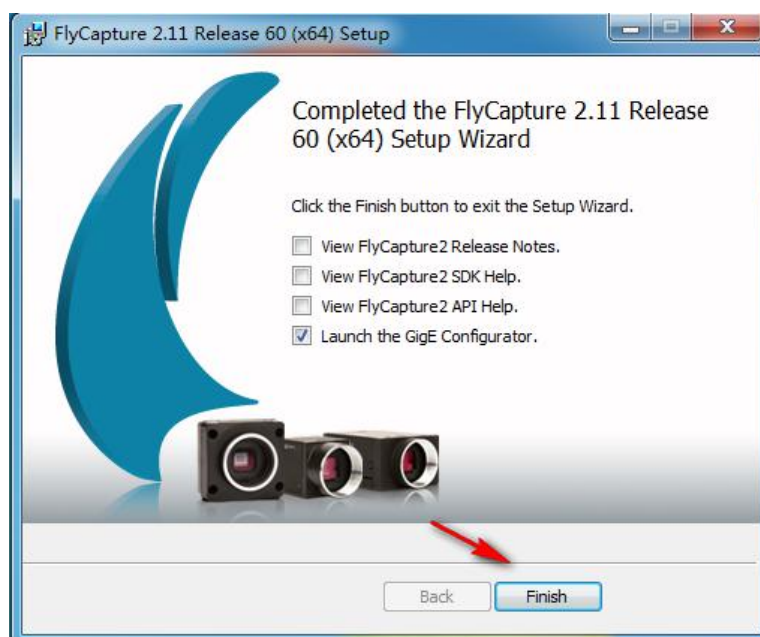 FlyCapture 2.11 Release 60 (x64) Setup
Completed the FlyCapture 2.11 Release
60 (x64) Setup Wizard
Click the Finish button to exit the Setup Wizard.
View FlyCapture2 Release Notes.
View FlyCapture2 SDK Help.
View FlyCapture2 API Help.
Launch the GigE Configurator.
Back
Finish